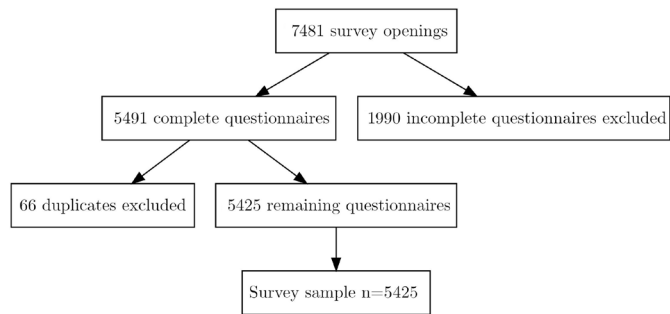 7481 survey openings
5491 complete questionnaires
1990 incomplete questionnaires excluded
66 duplicates excluded
5425 remaining questionnaires
Survey sample n=5425